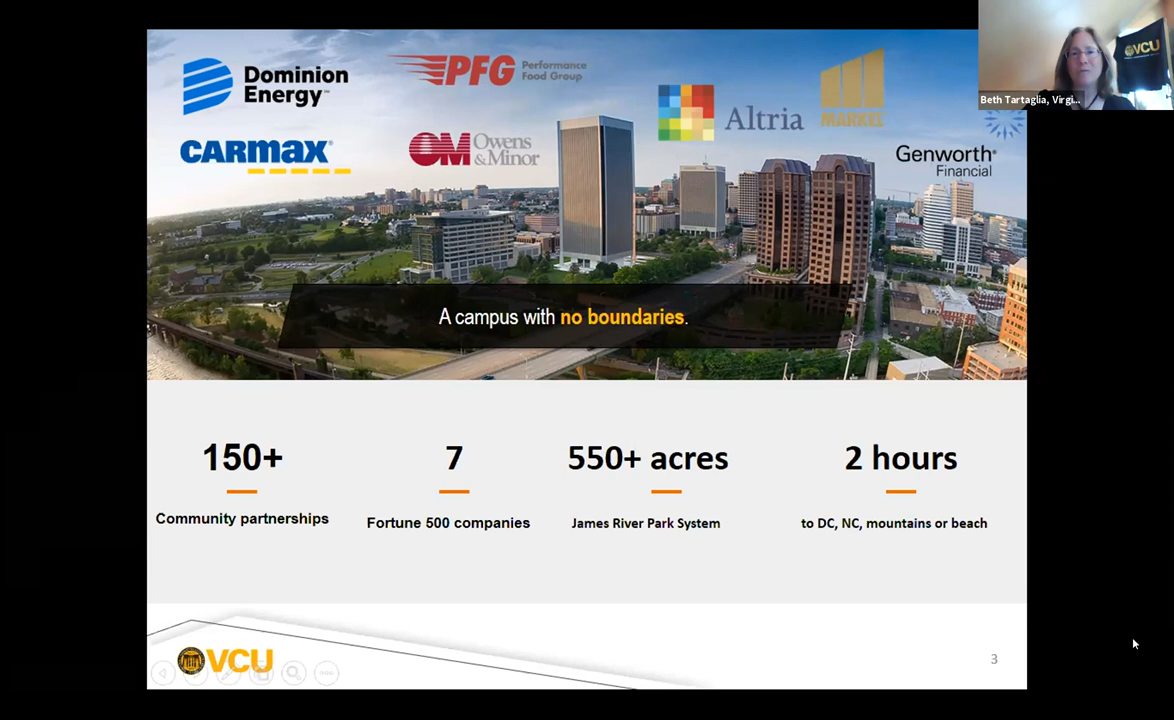 Dominion
Energy
PFG Performance
Food Group
Altria
MARKEL
VCU
Beth Tartaglia, Virgi...
CARMAX
OM Owens
&Minor
Genworth
Financial
A campus with no boundaries.
150+
7
550+ acres
2 hours
Community partnerships
Fortune 500 companies
James River Park System
to DC, NC, mountains or beach
VCU
3